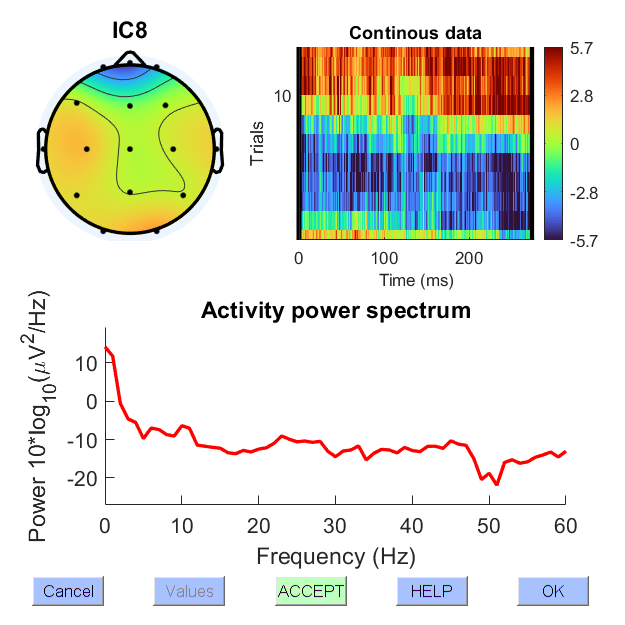 IC8
Continous data
Trials
10
5.7
2.8
0
-2.8
-5.7
0 100 200
Time (ms)
Activity power spectrum
Power 10*log10(μV2/Hz)
10
0
-10
-20
0 10 20 30 40 50 60
Frequency (Hz)
Cancel Values ACCEPT HELP OK